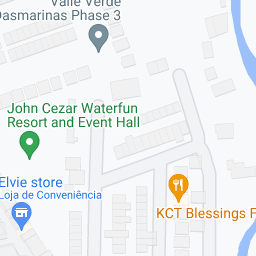 Valle Verde
Dasmarinas Phase 3
John Cezar Waterfun
Resort and Event Hall
Elvie store
Loja de Conveniência
KCT Blessings F